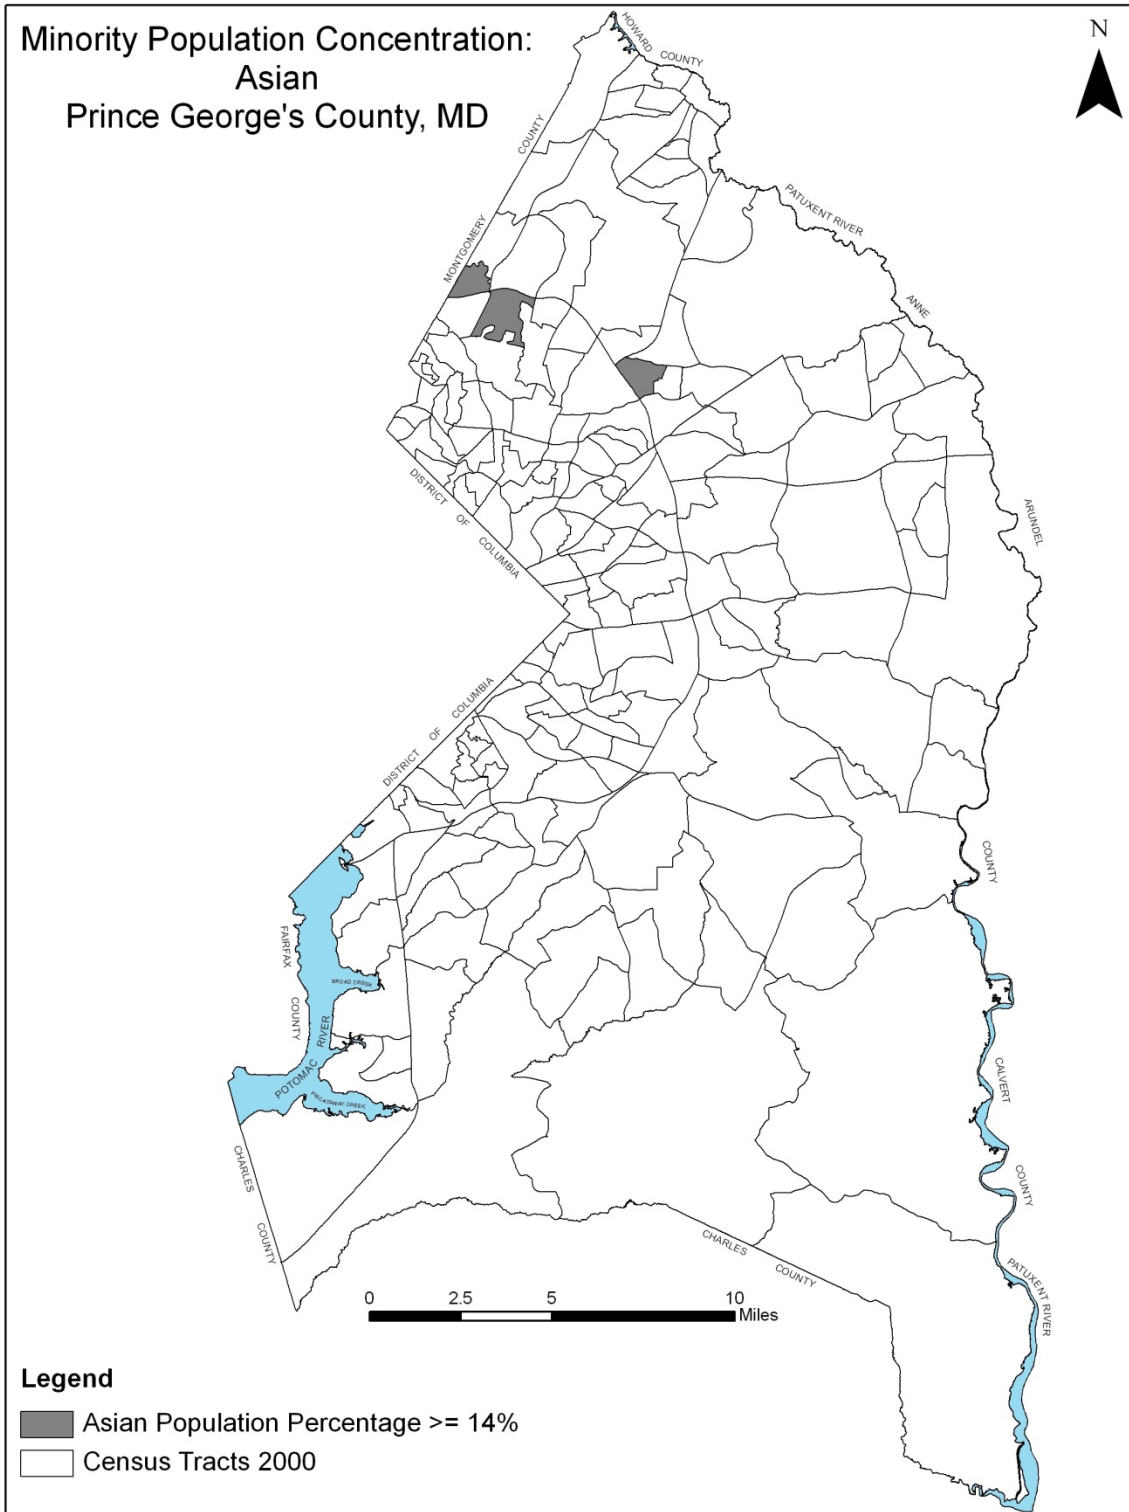 Minority Population Concentration:
Asian
Prince George's County, MD
N
HOWARD
COUNTY
COUNTY
MONTGOMERY
PATUXENT RIVER
ANNE
ARUNDEL
DISTRICT OF COLUMBIA
DISTRICT OF COLUMBIA
COUNTY
FAIRFAX
COUNTY
BROAD CREEK
POTOMAC RIVER
PISCATAWAY CREEK
CALVERT
COUNTY
CHARLES
COUNTY
CHARLES
COUNTY
PATUXENT RIVER
0 2.5 5 10
Miles
Legend
Asian Population Percentage >= 14%
Census Tracts 2000